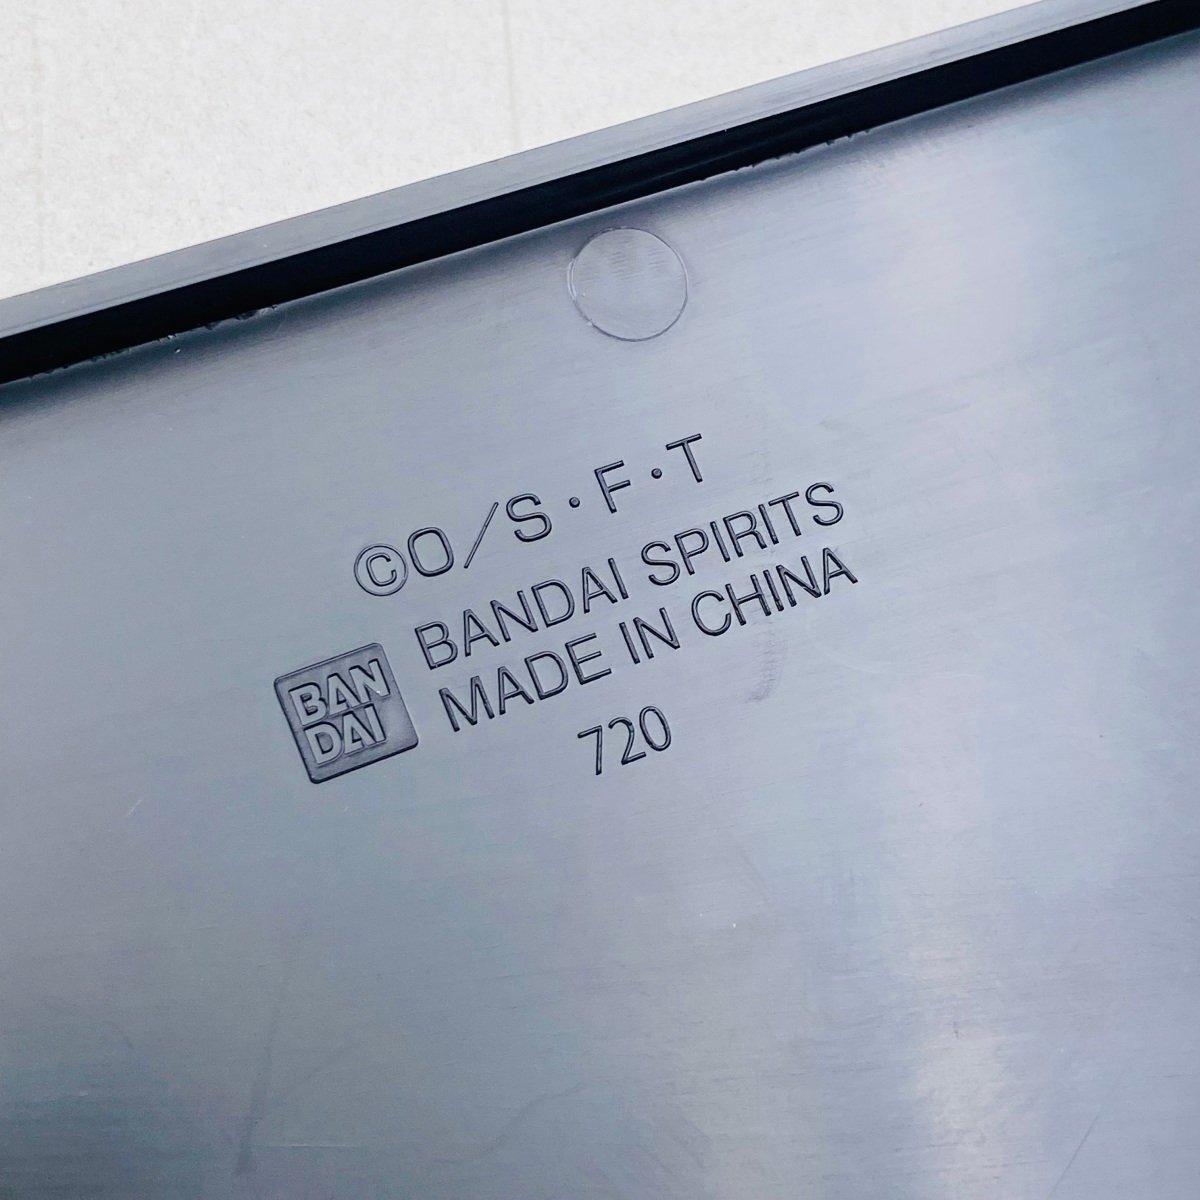 ©O/S・F・T
BANDAI SPIRITS
MADE IN CHINA
BAN
DAI
720